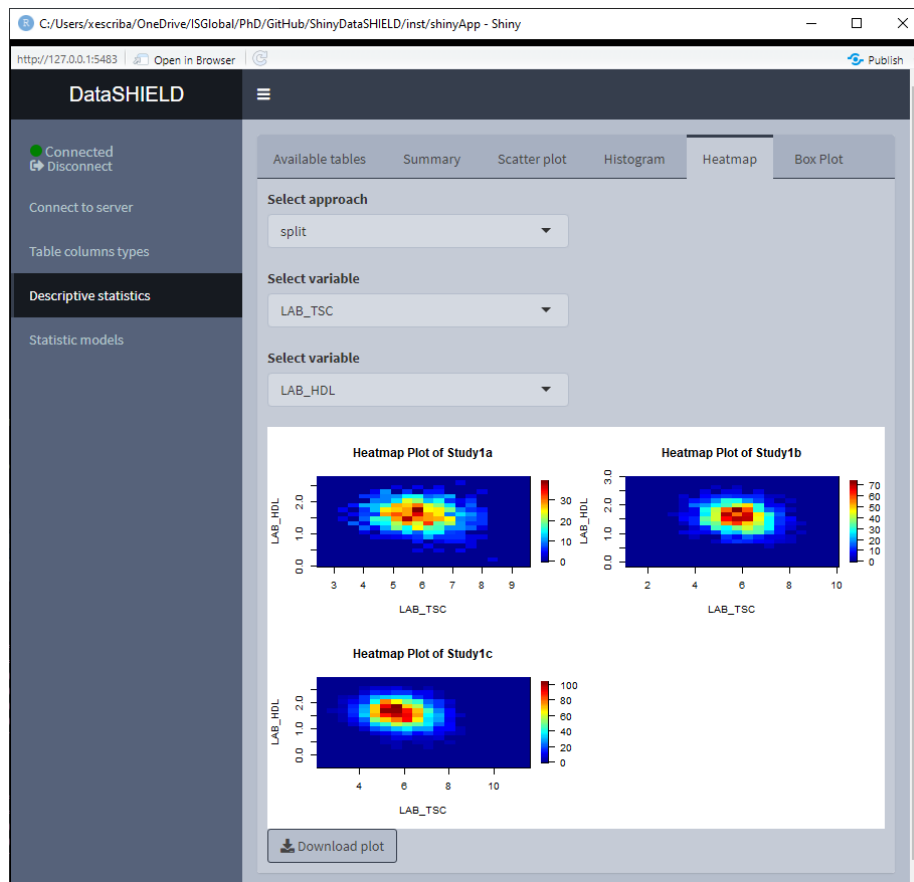 C:/Users/xescriba/OneDrive/ISGlobal/PhD/GitHub/ShinyDataSHIELD/inst/shinyApp - Shiny
http://127.0.0.1:5483 Open in Browser Publish
DataSHIELD
Connected
Disconnect
Connect to server
Table columns types
Descriptive statistics
Statistic models
Available tables Summary Scatter plot Histogram Heatmap Box Plot
Select approach
split
Select variable
LAB_TSC
Select variable
LAB_HDL
Heatmap Plot of Study1a
LAB_HDL
0.0 1.0 2.0
3 4 5 6 7 8 9
LAB_TSC
30
20
10
0
Heatmap Plot of Study1b
LAB_HDL
0.0 1.0 2.0 3.0
2 4 6 8 10
LAB_TSC
70
60
50
40
30
20
10
0
Heatmap Plot of Study1c
LAB_HDL
0.0 1.0 2.0
4 6 8 10
LAB_TSC
100
80
60
40
20
0
Download plot